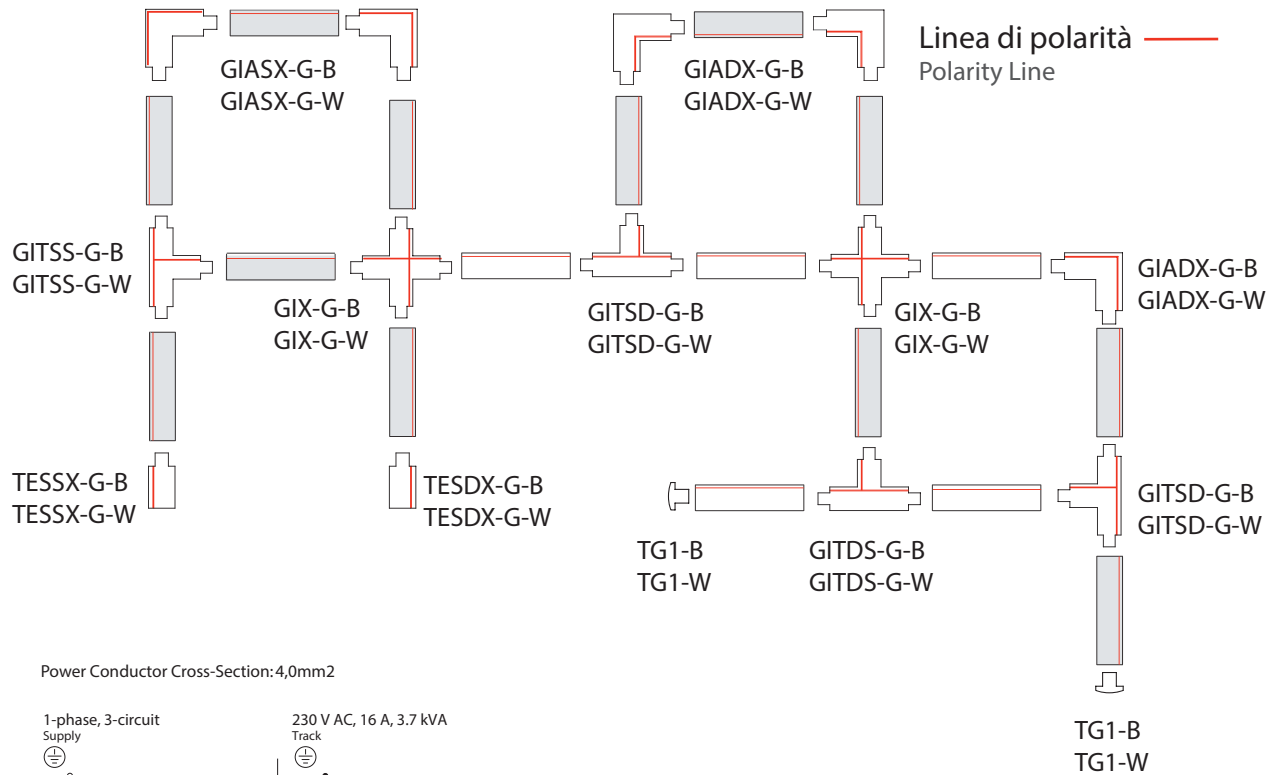 Linea di polarità
Polarity Line
GIASX-G-B
GIASX-G-W
GIADX-G-B
GIADX-G-W
GITSS-G-B
GITSS-G-W
GIX-G-B
GIX-G-W
GITSD-G-B
GITSD-G-W
GIX-G-B
GIX-G-W
GIADX-G-B
GIADX-G-W
TESSX-G-B
TESSX-G-W
TESDX-G-B
TESDX-G-W
TG1-B
TG1-W
GITDS-G-B
GITDS-G-W
GITSD-G-B
GITSD-G-W
TG1-B
TG1-W
Power Conductor Cross-Section: 4,0mm2
1-phase, 3-circuit
Supply
230 V AC, 16 A, 3.7 kVA
Track